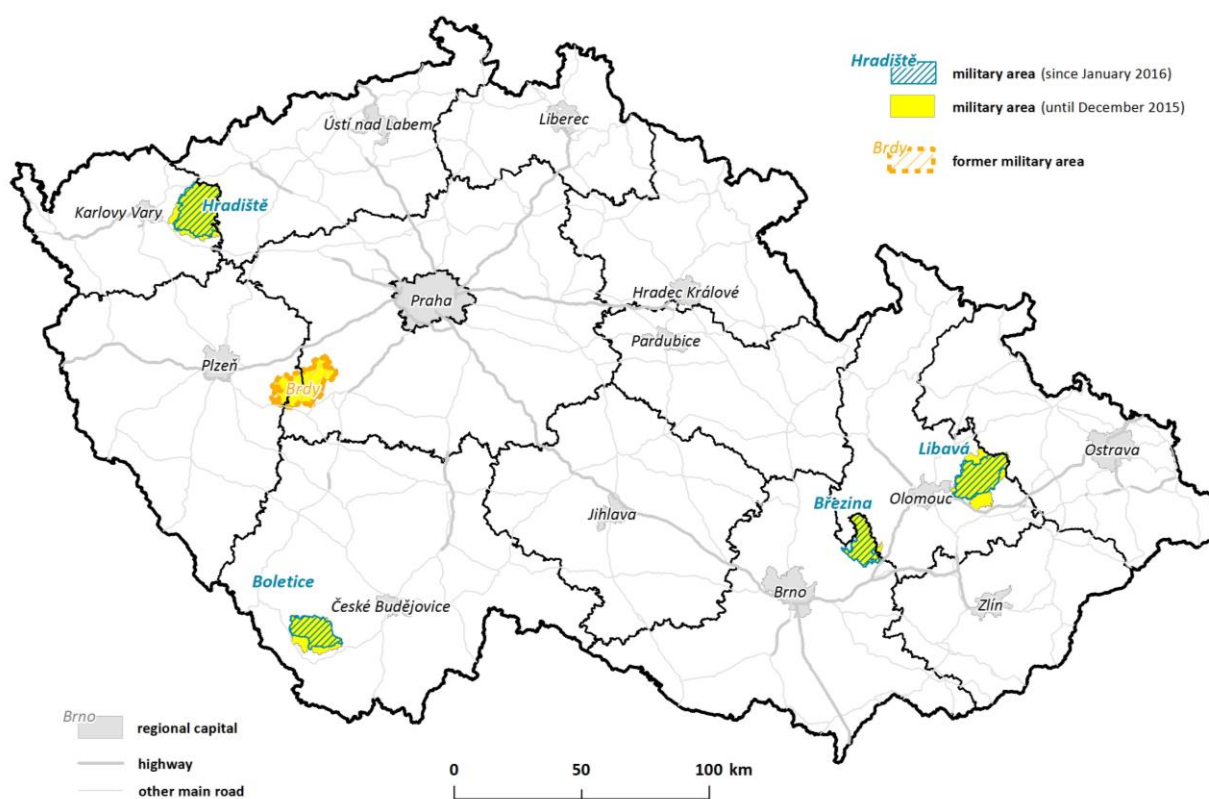 Hradiště
military area (since January 2016)
military area (until December 2015)
Brdy
former military area
Ústí nad Labem
Liberec
Karlovy Vary
Hradiště
Praha
Hradec Králové
Pardubice
Plzeň
Brdy
Libavá
Ostrava
Olomouc
Březina
Jihlava
Boletice
České Budějovice
Brno
Zlín
Brno
regional capital
highway
other main road
0 50 100 km